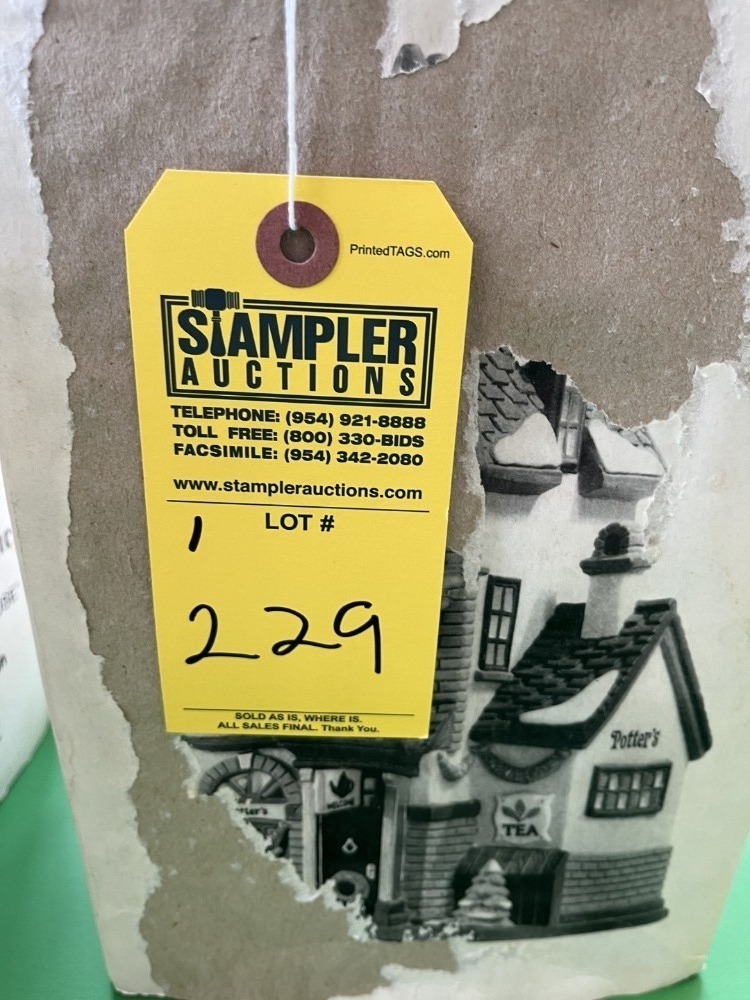 PrintedTAGS.com
STAMPLER
AUCTIONS
TELEPHONE: (954) 921-8888
TOLL FREE: (800) 330-BIDS
FACSIMILE: (954) 342-2080
www.stamplerauctions.com
LOT #
1
229
SOLD AS IS, WHERE IS.
ALL SALES FINAL. Thank You.
Potter's
WELCOME
TEA